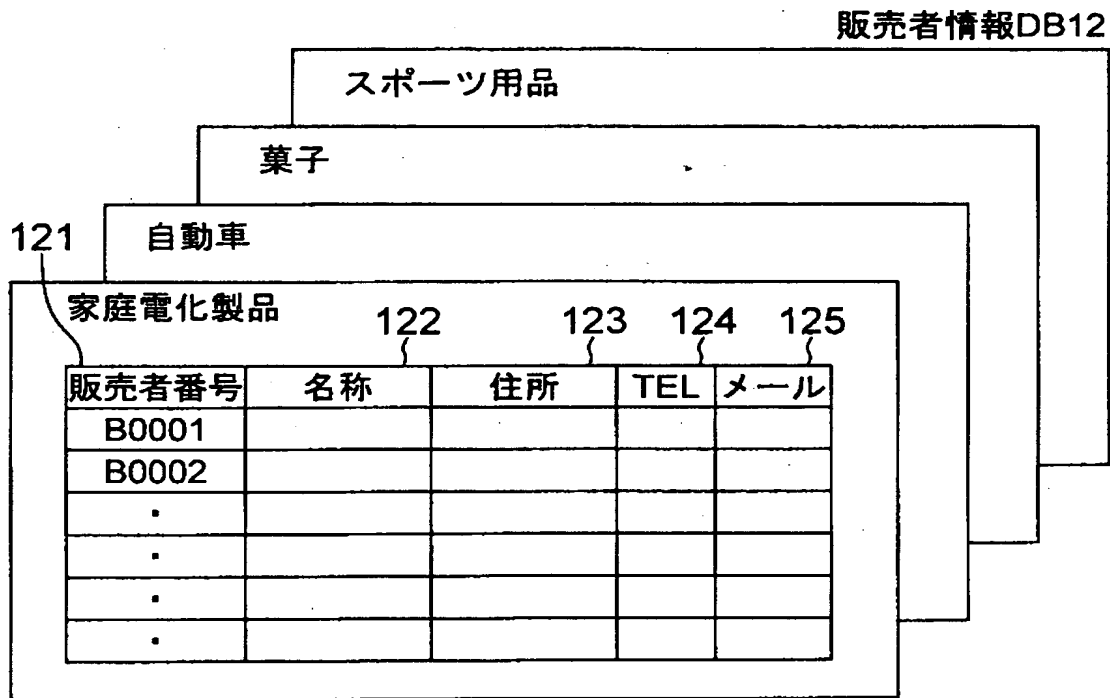 販売者情報DB12
スポーツ用品
菓子
121 自動車
家庭電化製品
122 123 124 125
販売者番号 名称 住所 TEL メール
B0001
B0002
・
・
・
・